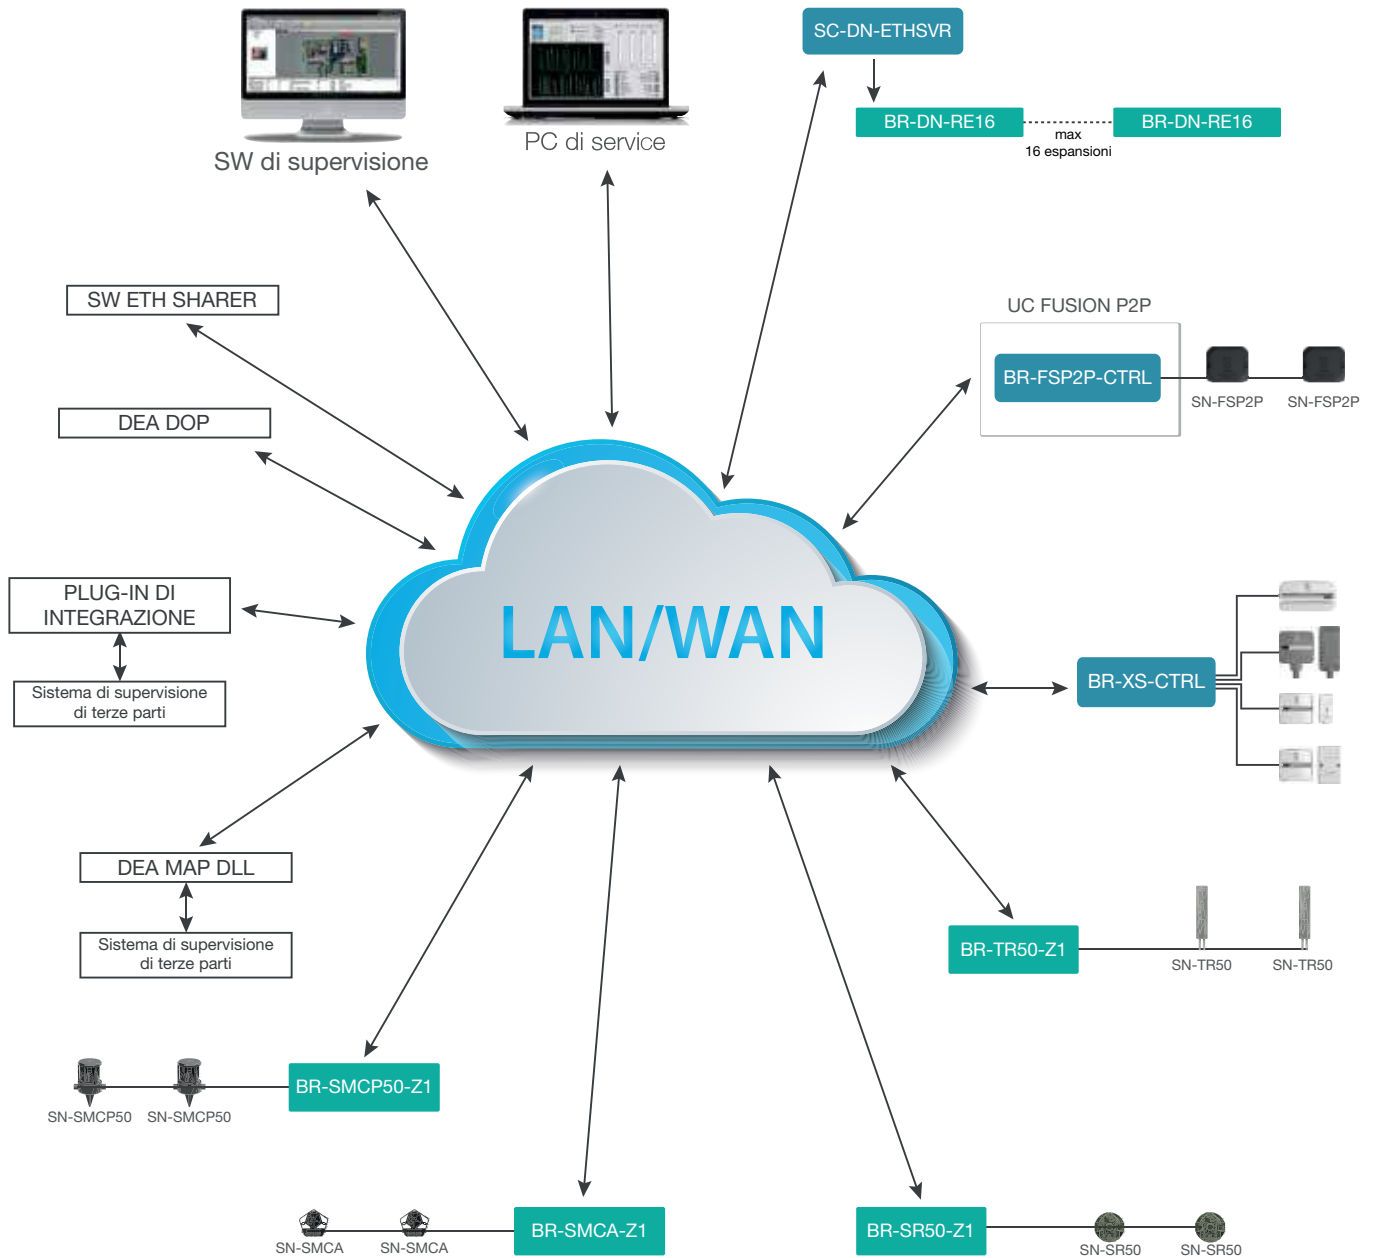 SC-DN-ETHSVR
BR-DN-RE16
BR-DN-RE16
max
16 espansioni
SW di supervisione
PC di service
SW ETH SHARER
UC FUSION P2P
BR-FSP2P-CTRL
SN-FSP2P
SN-FSP2P
DEA DOP
PLUG-IN DI
INTEGRAZIONE
LAN/WAN
Sistema di supervisione
di terze parti
BR-XS-CTRL
DEA MAP DLL
Sistema di supervisione
di terze parti
BR-TR50-Z1
SN-TR50
SN-TR50
BR-SMCP50-Z1
SN-SMCP50
SN-SMCP50
BR-SMCA-Z1
SN-SMCA
SN-SMCA
BR-SR50-Z1
SN-SR50
SN-SR50